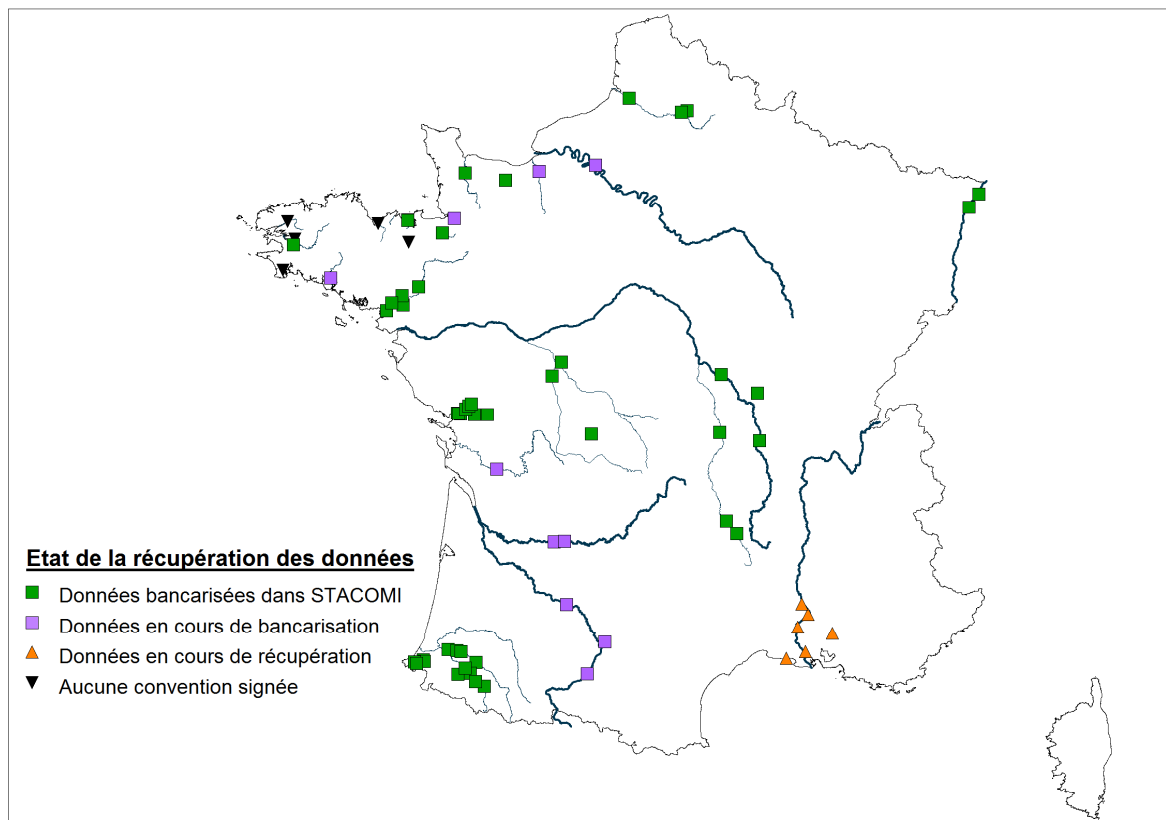 Etat de la récupération des données
Données bancarisées dans STACOMI
Données en cours de bancarisation
Données en cours de récupération
Aucune convention signée